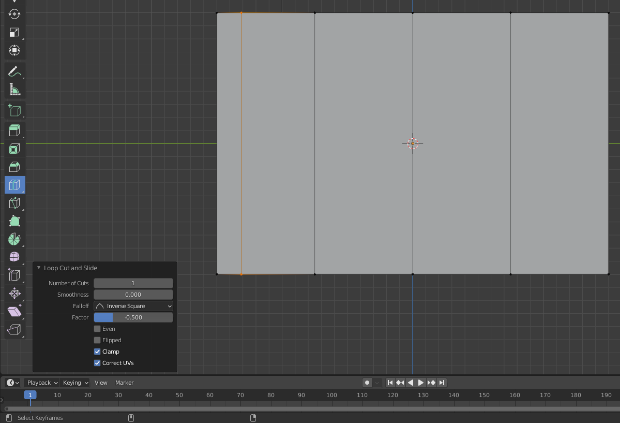 Loop Cut and Slide
Number of Cuts 1
Smoothness 0.000
Falloff Inverse Square
Factor -0.500
Even
Flipped
Clamp
Correct UVs
Playback Keying View Marker
1 10 20 30 40 50 60 70 80 90 100 110 120 130 140 150 160 170 180 190
Select Keyframes